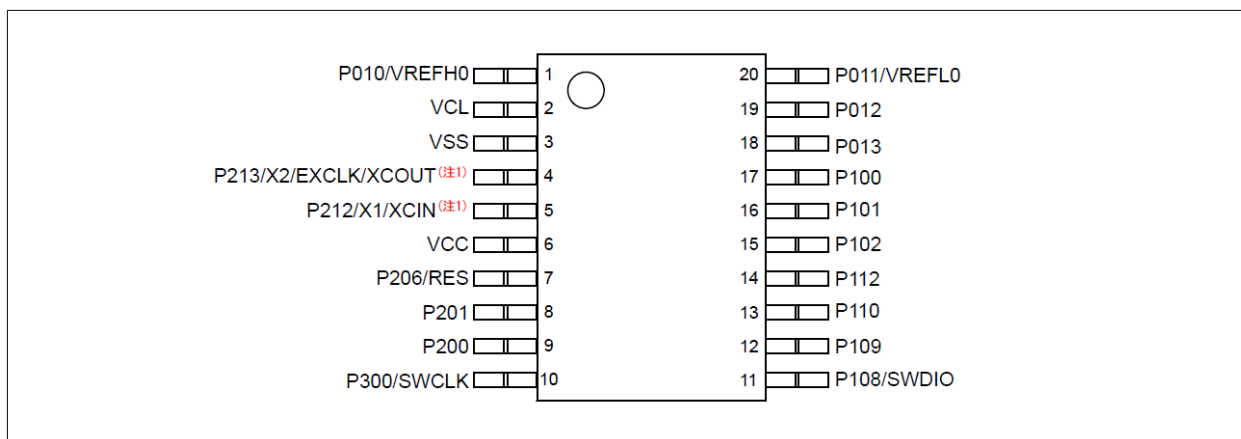 P010/VREFH0 1 20 P011/VREFL0
VCL 2 19 P012
VSS 3 18 P013
P213/X2/EXCLK/XCOUT(注1) 4 17 P100
P212/X1/XCIN(注1) 5 16 P101
VCC 6 15 P102
P206/RES 7 14 P112
P201 8 13 P110
P200 9 12 P109
P300/SWCLK 10 11 P108/SWDIO